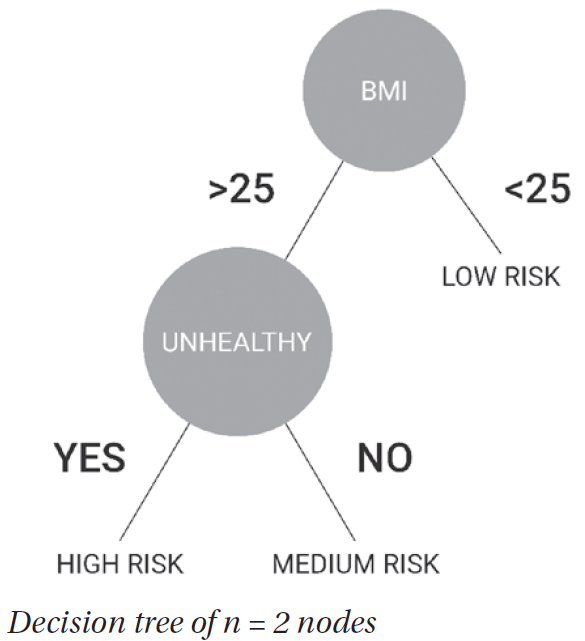 BMI
>25
<25
LOW RISK
UNHEALTHY
YES
NO
HIGH RISK
MEDIUM RISK
Decision tree of n = 2 nodes